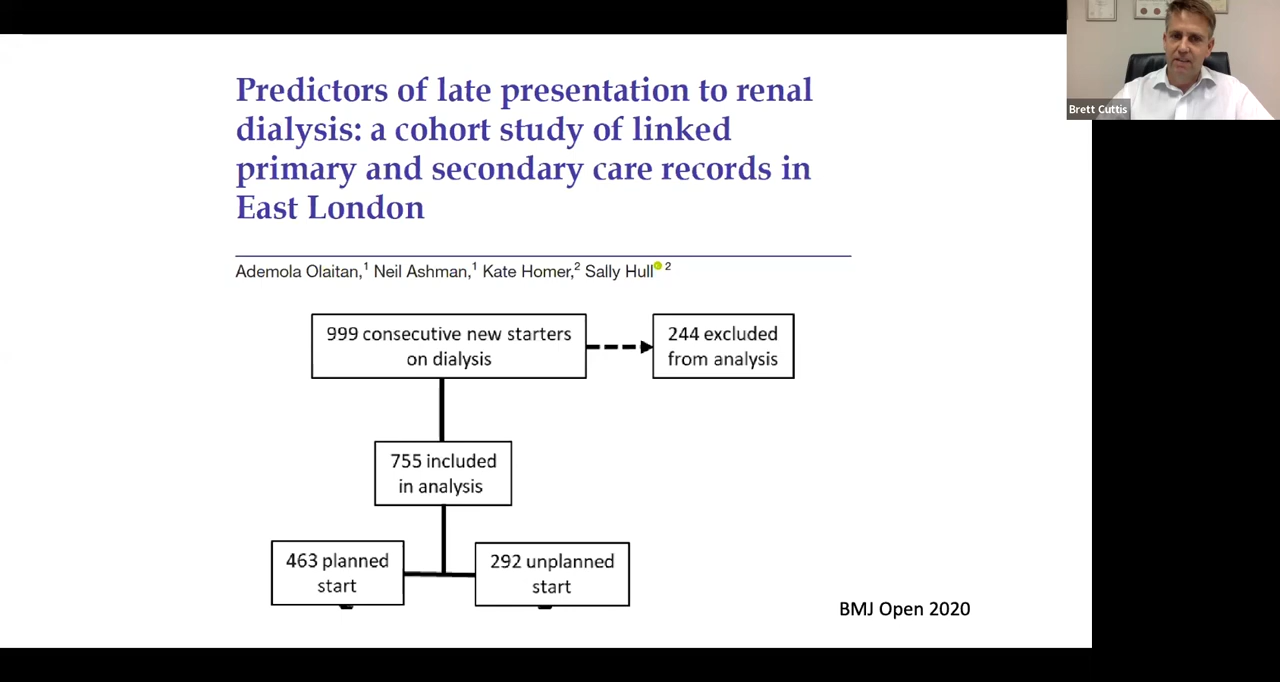 Brett Cuttis
Predictors of late presentation to renal
dialysis: a cohort study of linked
primary and secondary care records in
East London
Ademola Olaitan,1 Neil Ashman,1 Kate Homer,2 Sally Hull 2
999 consecutive new starters
on dialysis
244 excluded
from analysis
755 included
in analysis
463 planned
start
292 unplanned
start
BMJ Open 2020